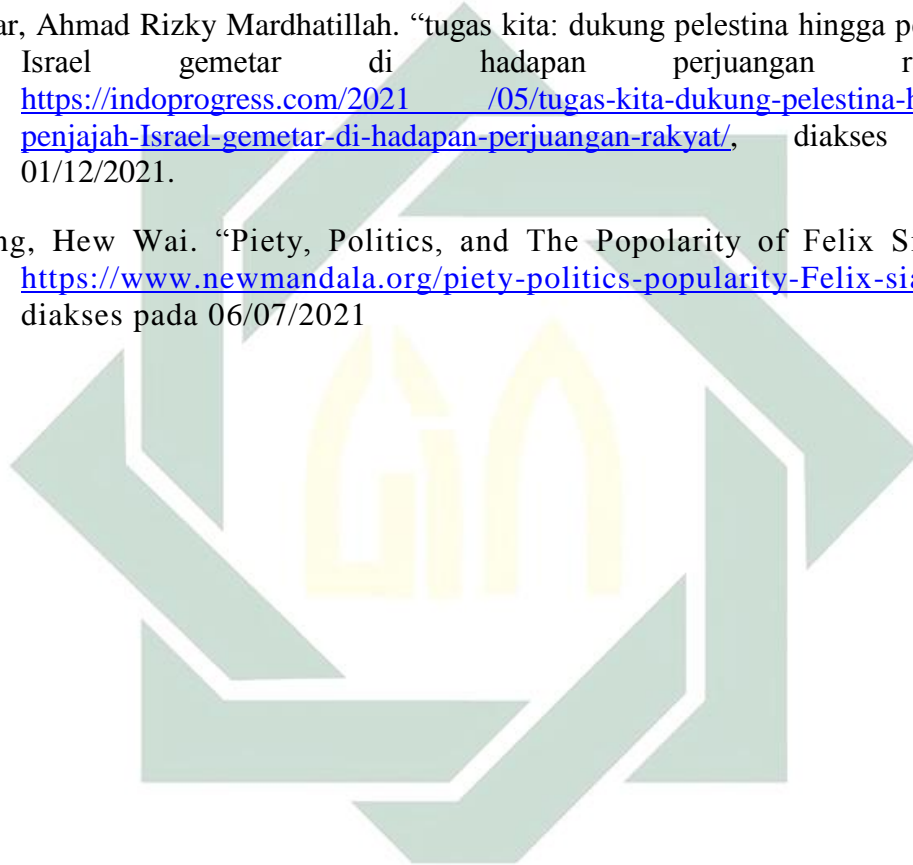 ar, Ahmad Rizky Mardhatillah. “tugas kita: dukung pelestina hingga pe
Israel gemetar di hadapan perjuangan r
https://indoprogress.com/2021 /05/tugas-kita-dukung-pelestina-h
penjajah-Israel-gemetar-di-hadapan-perjuangan-rakyat/, diakses
01/12/2021.
ng, Hew Wai. “Piety, Politics, and The Popolarity of Felix Si
https://www.newmandala.org/piety-politics-popularity-Felix-sia
diakses pada 06/07/2021